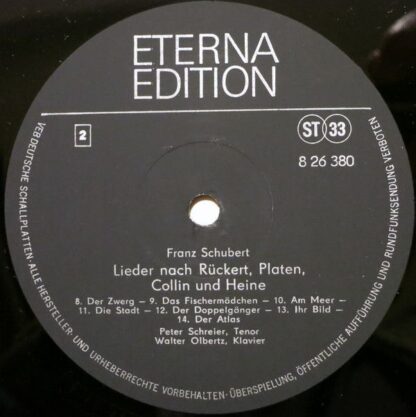 ETERNA
EDITION
2
ST 33
8 26 380
Franz Schubert
Lieder nach Rückert, Platen,
Collin und Heine
8. Der Zwerg – 9. Das Fischermädchen – 10. Am Meer –
11. Die Stadt – 12. Der Doppelgänger – 13. Ihr Bild –
14. Der Atlas
Peter Schreier, Tenor
Walter Olbertz, Klavier
VEB DEUTSCHE SCHALLPLATTEN·ALLE HERSTELLER- UND URHEBERRECHTE VORBEHALTEN·ÜBERSPIELUNG, ÖFFENTLICHE AUFFÜHRUNG UND RUNDFUNKSENDUNG VERBOTEN